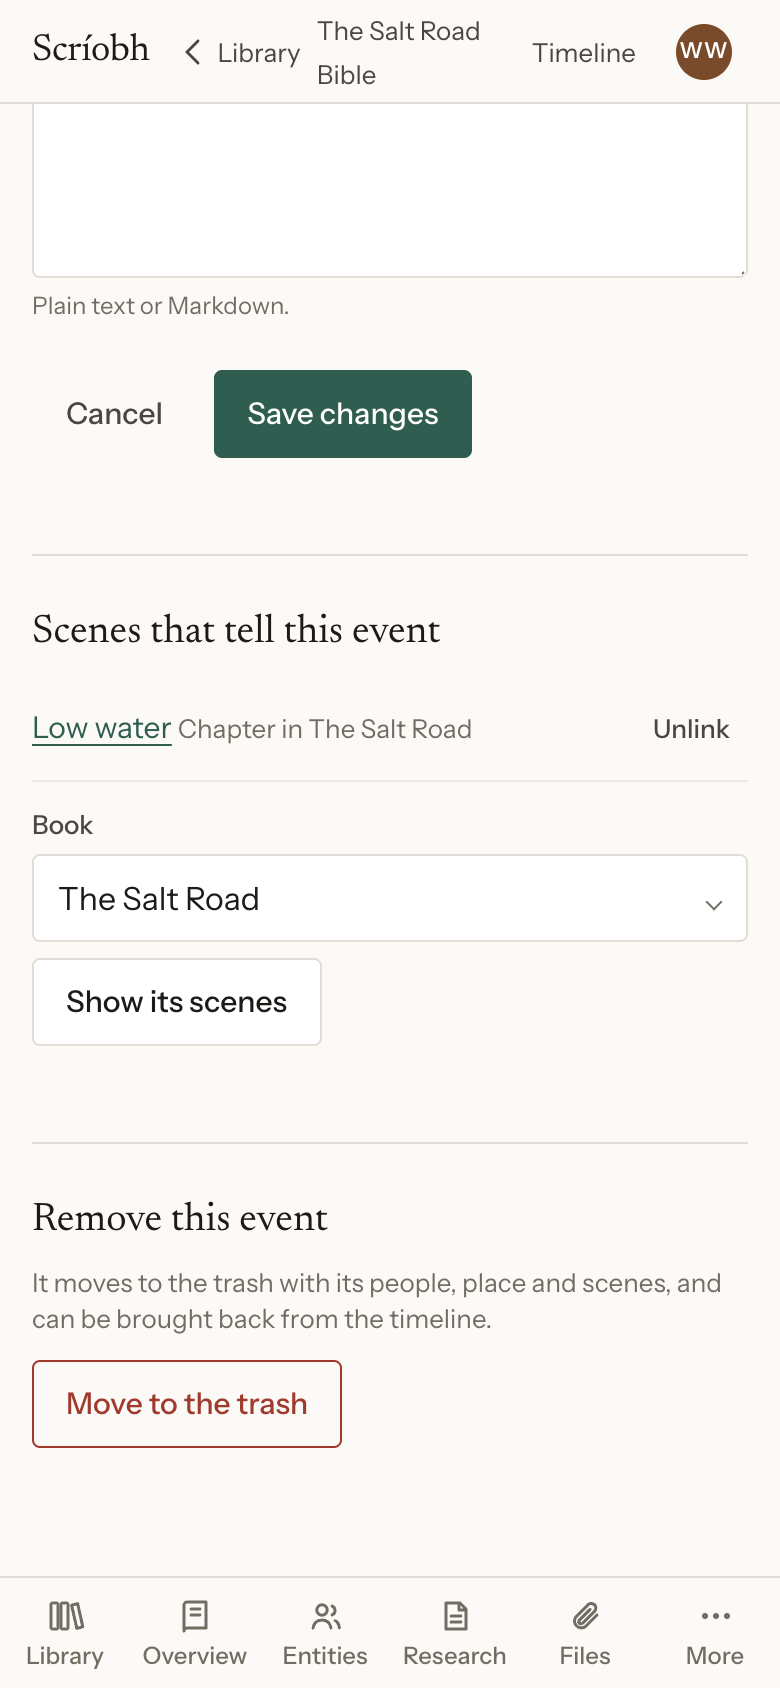 Scríobh
Library
The Salt Road
Bible
Timeline
WW
Plain text or Markdown.
Cancel
Save changes
Scenes that tell this event
Low water Chapter in The Salt Road
Unlink
Book
The Salt Road
Show its scenes
Remove this event
It moves to the trash with its people, place and scenes, and
can be brought back from the timeline.
Move to the trash
Library
Overview
Entities
Research
Files
More